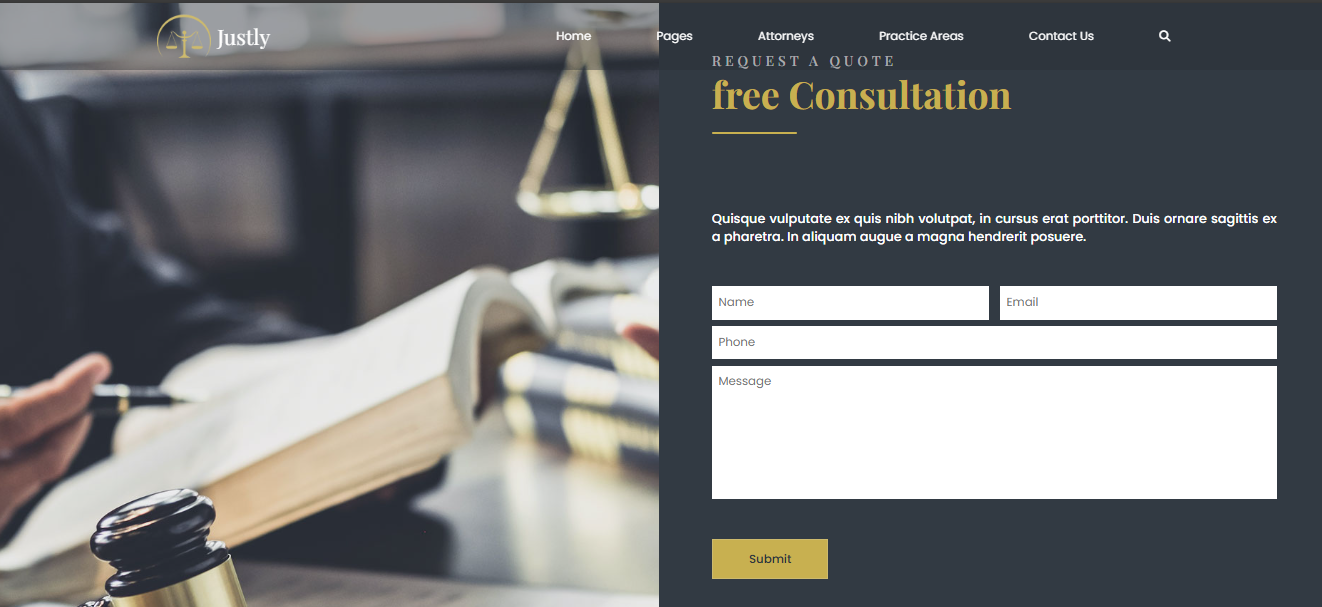 Justly
Home Pages Attorneys Practice Areas Contact Us
REQUEST A QUOTE
free Consultation
Quisque vulputate ex quis nibh volutpat, in cursus erat porttitor. Duis ornare sagittis ex
a pharetra. In aliquam augue a magna hendrerit posuere.
Name Email
Phone
Message
Submit